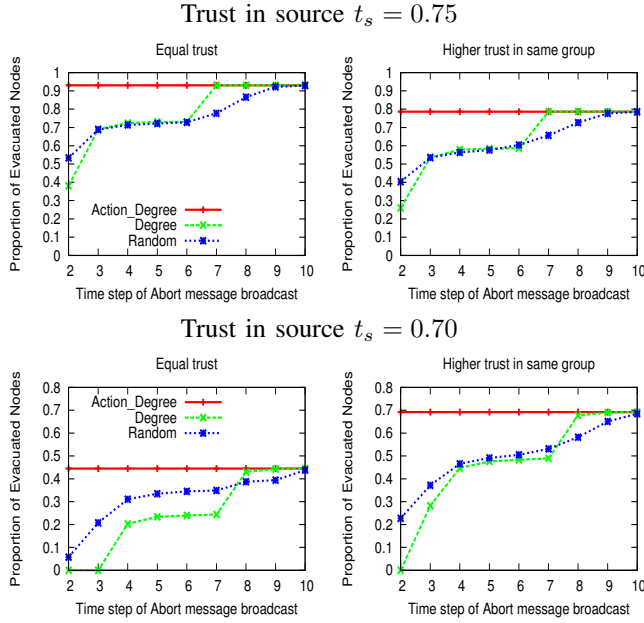 Trust in source t_s = 0.75
Equal trust
Proportion of Evacuated Nodes
1
0.9
0.8
0.7
0.6
0.5
0.4
0.3
0.2
0.1
0
2 3 4 5 6 7 8 9 10
Time step of Abort message broadcast
Action_Degree
Degree
Random
Higher trust in same group
Proportion of Evacuated Nodes
1
0.9
0.8
0.7
0.6
0.5
0.4
0.3
0.2
0.1
0
2 3 4 5 6 7 8 9 10
Time step of Abort message broadcast
Trust in source t_s = 0.70
Equal trust
Proportion of Evacuated Nodes
0.8
0.7
0.6
0.5
0.4
0.3
0.2
0.1
0
2 3 4 5 6 7 8 9 10
Time step of Abort message broadcast
Action_Degree
Degree
Random
Higher trust in same group
Proportion of Evacuated Nodes
0.8
0.7
0.6
0.5
0.4
0.3
0.2
0.1
0
2 3 4 5 6 7 8 9 10
Time step of Abort message broadcast